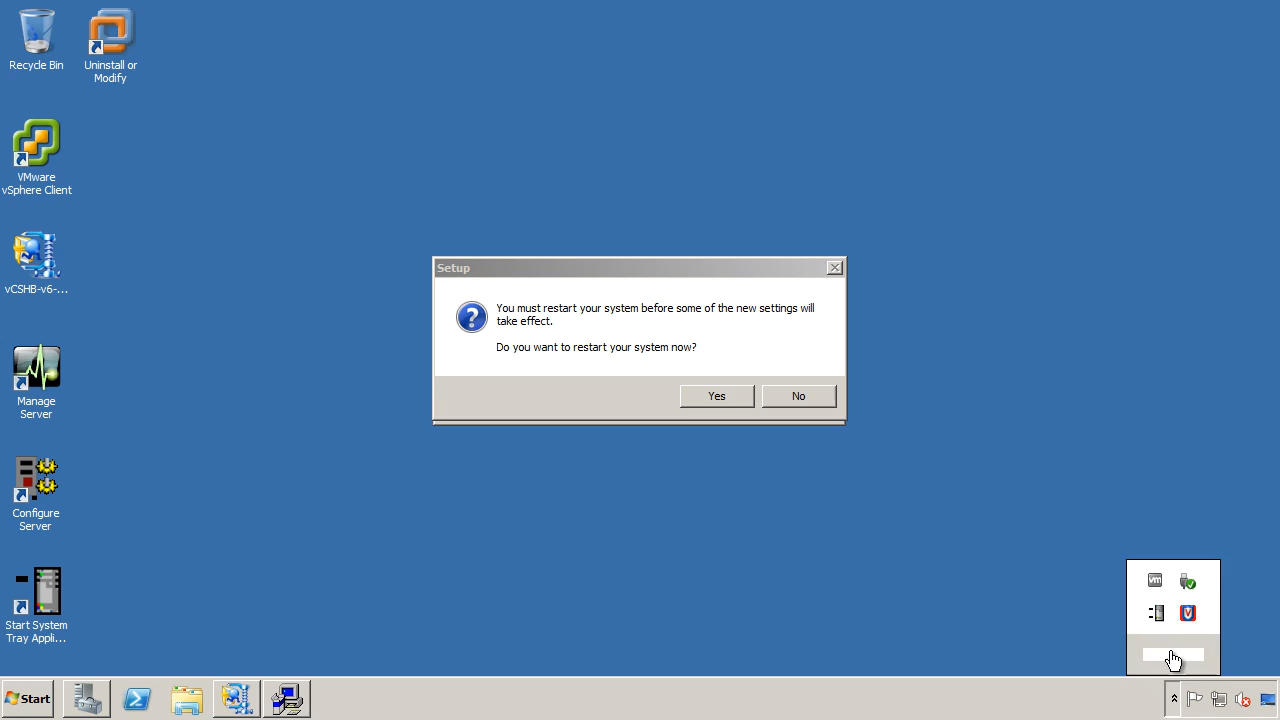 Recycle Bin
Uninstall or
Modify
VMware
vSphere Client
vCSHB-v6-...
Manage
Server
Configure
Server
Start System
Tray Appli...
Setup
You must restart your system before some of the new settings will
take effect.
Do you want to restart your system now?
Yes
No
vm
V
Start